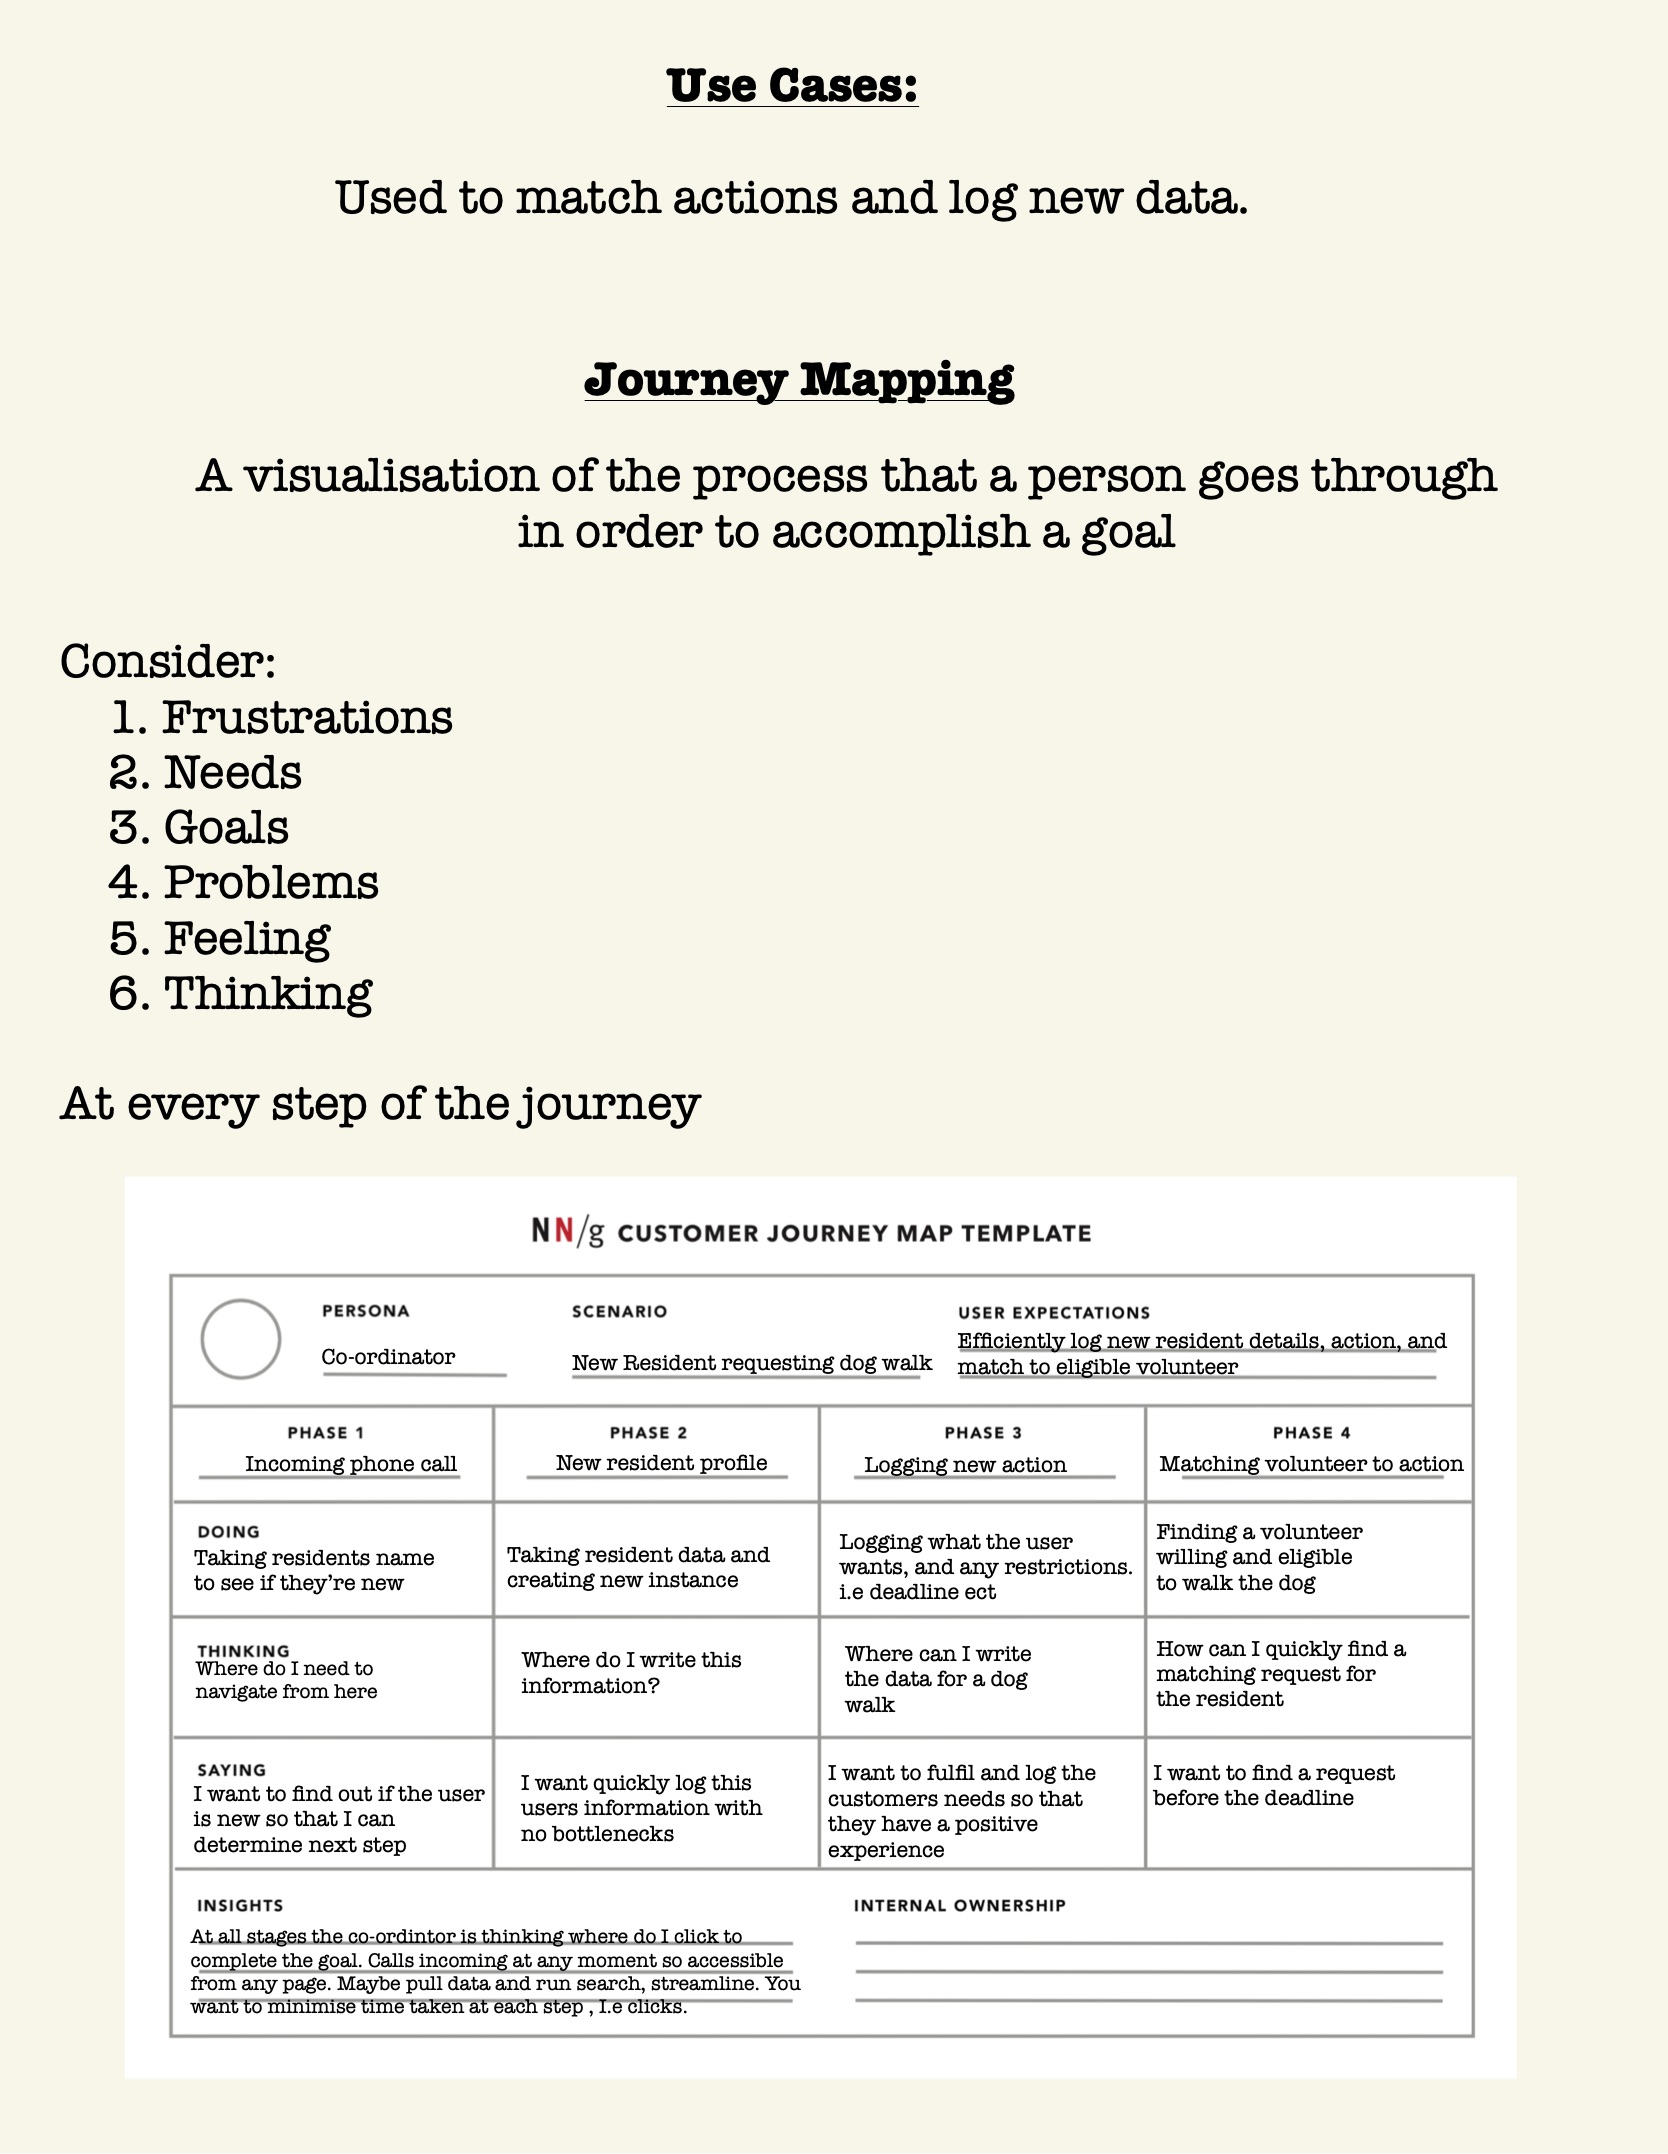 Use Cases:
Used to match actions and log new data.
Journey Mapping
A visualisation of the process that a person goes through
in order to accomplish a goal
Consider:
1. Frustrations
2. Needs
3. Goals
4. Problems
5. Feeling
6. Thinking
At every step of the journey
NN/g CUSTOMER JOURNEY MAP TEMPLATE
PERSONA
Co-ordinator
SCENARIO
New Resident requesting dog walk
USER EXPECTATIONS
Efficiently log new resident details, action, and
match to eligible volunteer
PHASE 1
Incoming phone call
PHASE 2
New resident profile
PHASE 3
Logging new action
PHASE 4
Matching volunteer to action
DOING
Taking residents name
to see if they're new
Taking resident data and
creating new instance
Logging what the user
wants, and any restrictions.
i.e deadline ect
Finding a volunteer
willing and eligible
to walk the dog
THINKING
Where do I need to
navigate from here
Where do I write this
information?
Where can I write
the data for a dog
walk
How can I quickly find a
matching request for
the resident
SAYING
I want to find out if the user
is new so that I can
determine next step
I want quickly log this
users information with
no bottlenecks
I want to fulfil and log the
customers needs so that
they have a positive
experience
I want to find a request
before the deadline
INSIGHTS
At all stages the co-ordintor is thinking where do I click to
complete the goal. Calls incoming at any moment so accessible
from any page. Maybe pull data and run search, streamline. You
want to minimise time taken at each step , I.e clicks.
INTERNAL OWNERSHIP